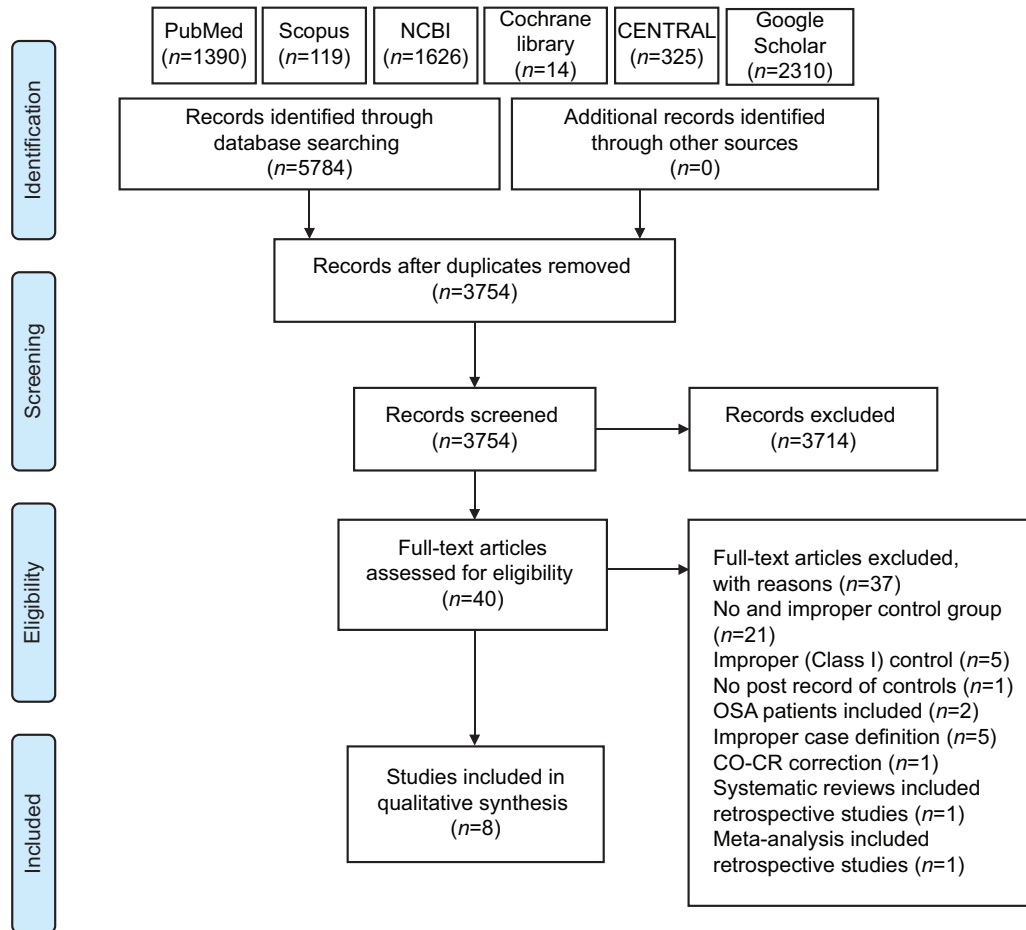 PubMed
(n=1390)
Scopus
(n=119)
NCBI
(n=1626)
Cochrane
library
(n=14)
CENTRAL
(n=325)
Google
Scholar
(n=2310)
Identification
Records identified through
database searching
(n=5784)
Additional records identified
through other sources
(n=0)
Records after duplicates removed
(n=3754)
Screening
Records screened
(n=3754)
Records excluded
(n=3714)
Eligibility
Full-text articles
assessed for eligibility
(n=40)
Full-text articles excluded,
with reasons (n=37)
No and improper control group
(n=21)
Improper (Class I) control (n=5)
No post record of controls (n=1)
OSA patients included (n=2)
Improper case definition (n=5)
CO-CR correction (n=1)
Systematic reviews included
retrospective studies (n=1)
Meta-analysis included
retrospective studies (n=1)
Included
Studies included in
qualitative synthesis
(n=8)